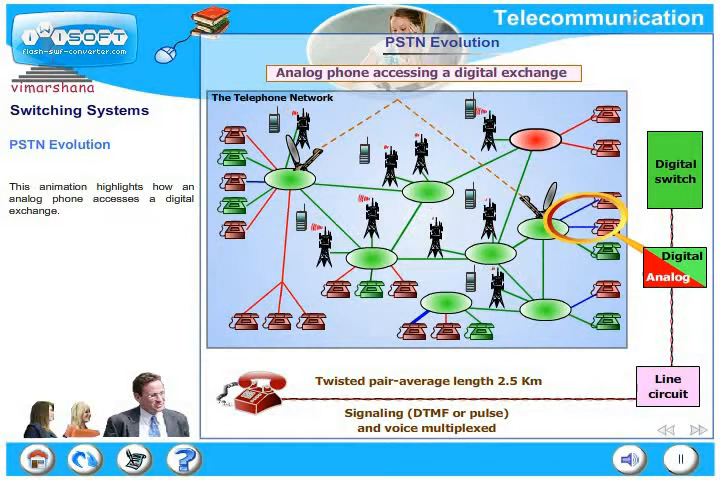 Telecommunication
iWiSOFT
flash-swf-converter.com
vimarshana
PSTN Evolution
Switching Systems
PSTN Evolution
This animation highlights how an
analog phone accesses a digital
exchange.
Analog phone accessing a digital exchange
The Telephone Network
Digital
switch
Digital
Analog
Line
circuit
Twisted pair-average length 2.5 Km
Signaling (DTMF or pulse)
and voice multiplexed